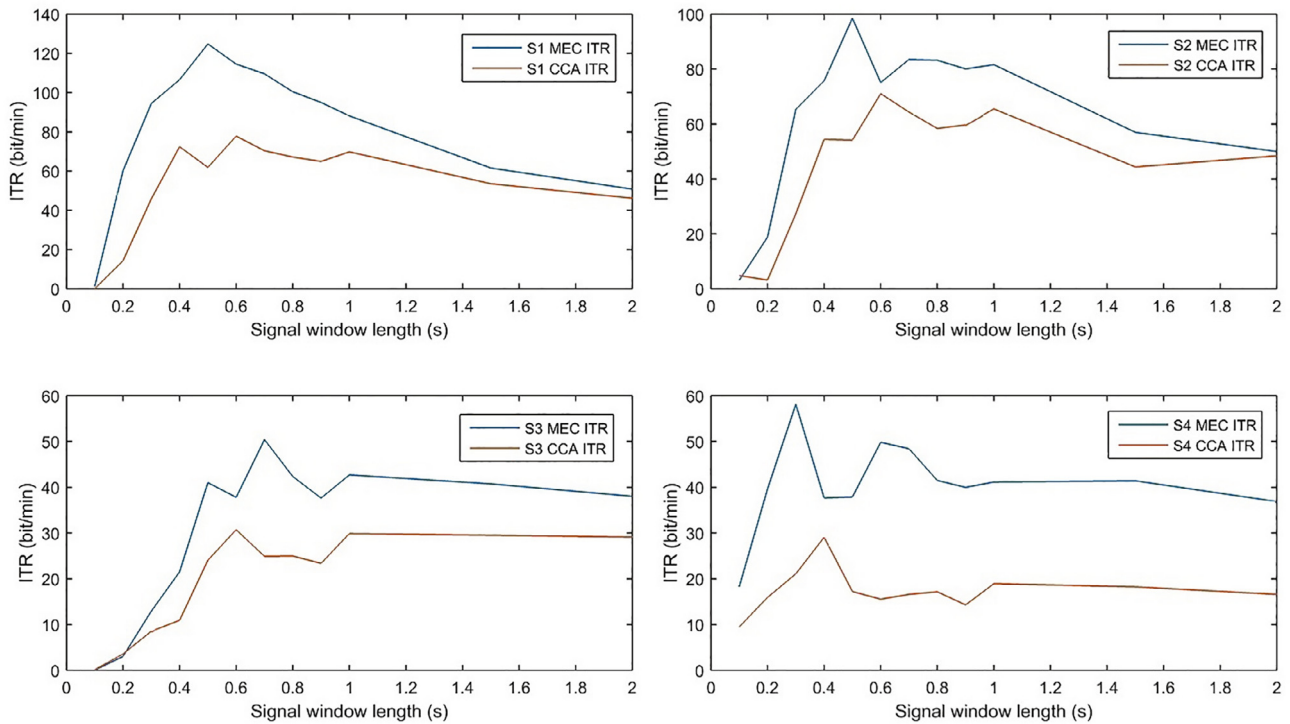 140
120
100
80
60
40
20
0
ITR (bit/min)
S1 MEC ITR
S1 CCA ITR
0 0.2 0.4 0.6 0.8 1 1.2 1.4 1.6 1.8 2
Signal window length (s)
100
80
60
40
20
0
ITR (bit/min)
S2 MEC ITR
S2 CCA ITR
0 0.2 0.4 0.6 0.8 1 1.2 1.4 1.6 1.8 2
Signal window length (s)
60
50
40
30
20
10
0
ITR (bit/min)
S3 MEC ITR
S3 CCA ITR
0 0.2 0.4 0.6 0.8 1 1.2 1.4 1.6 1.8 2
Signal window length (s)
60
50
40
30
20
10
0
ITR (bit/min)
S4 MEC ITR
S4 CCA ITR
0 0.2 0.4 0.6 0.8 1 1.2 1.4 1.6 1.8 2
Signal window length (s)